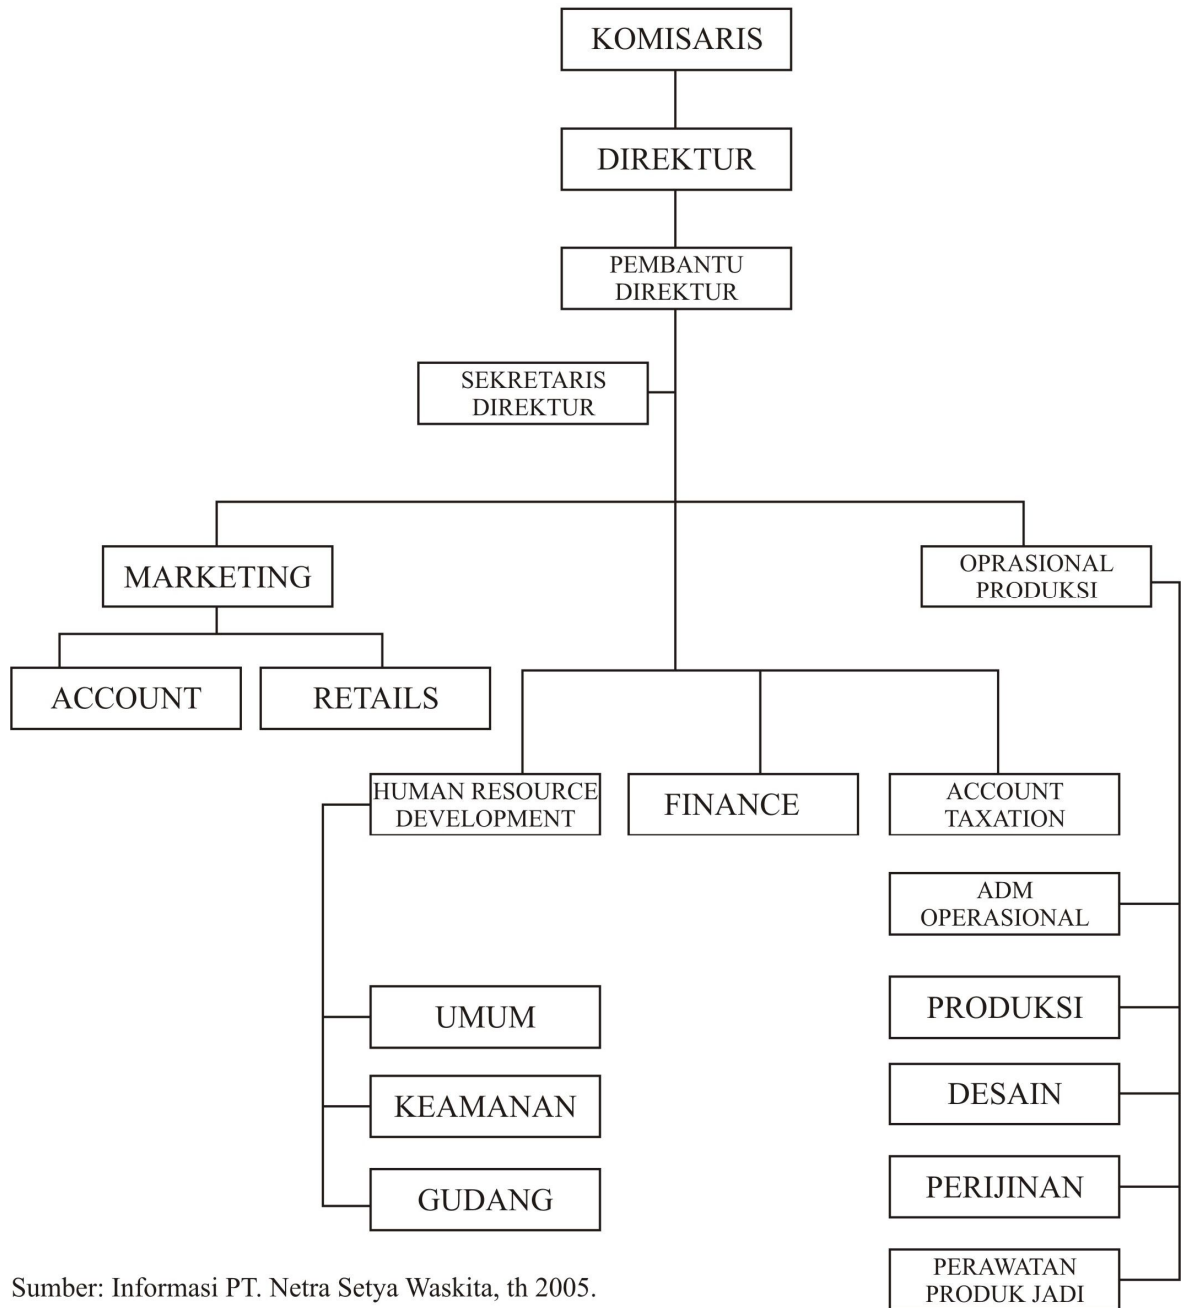 KOMISARIS
DIREKTUR
PEMBANTU
DIREKTUR
SEKRETARIS
DIREKTUR
MARKETING
OPRASIONAL
PRODUKSI
ACCOUNT
RETAILS
HUMAN RESOURCE
DEVELOPMENT
FINANCE
ACCOUNT
TAXATION
ADM
OPERASIONAL
UMUM
PRODUKSI
KEAMANAN
DESAIN
GUDANG
PERIJINAN
PERAWATAN
PRODUK JADI
Sumber: Informasi PT. Netra Setya Waskita, th 2005.